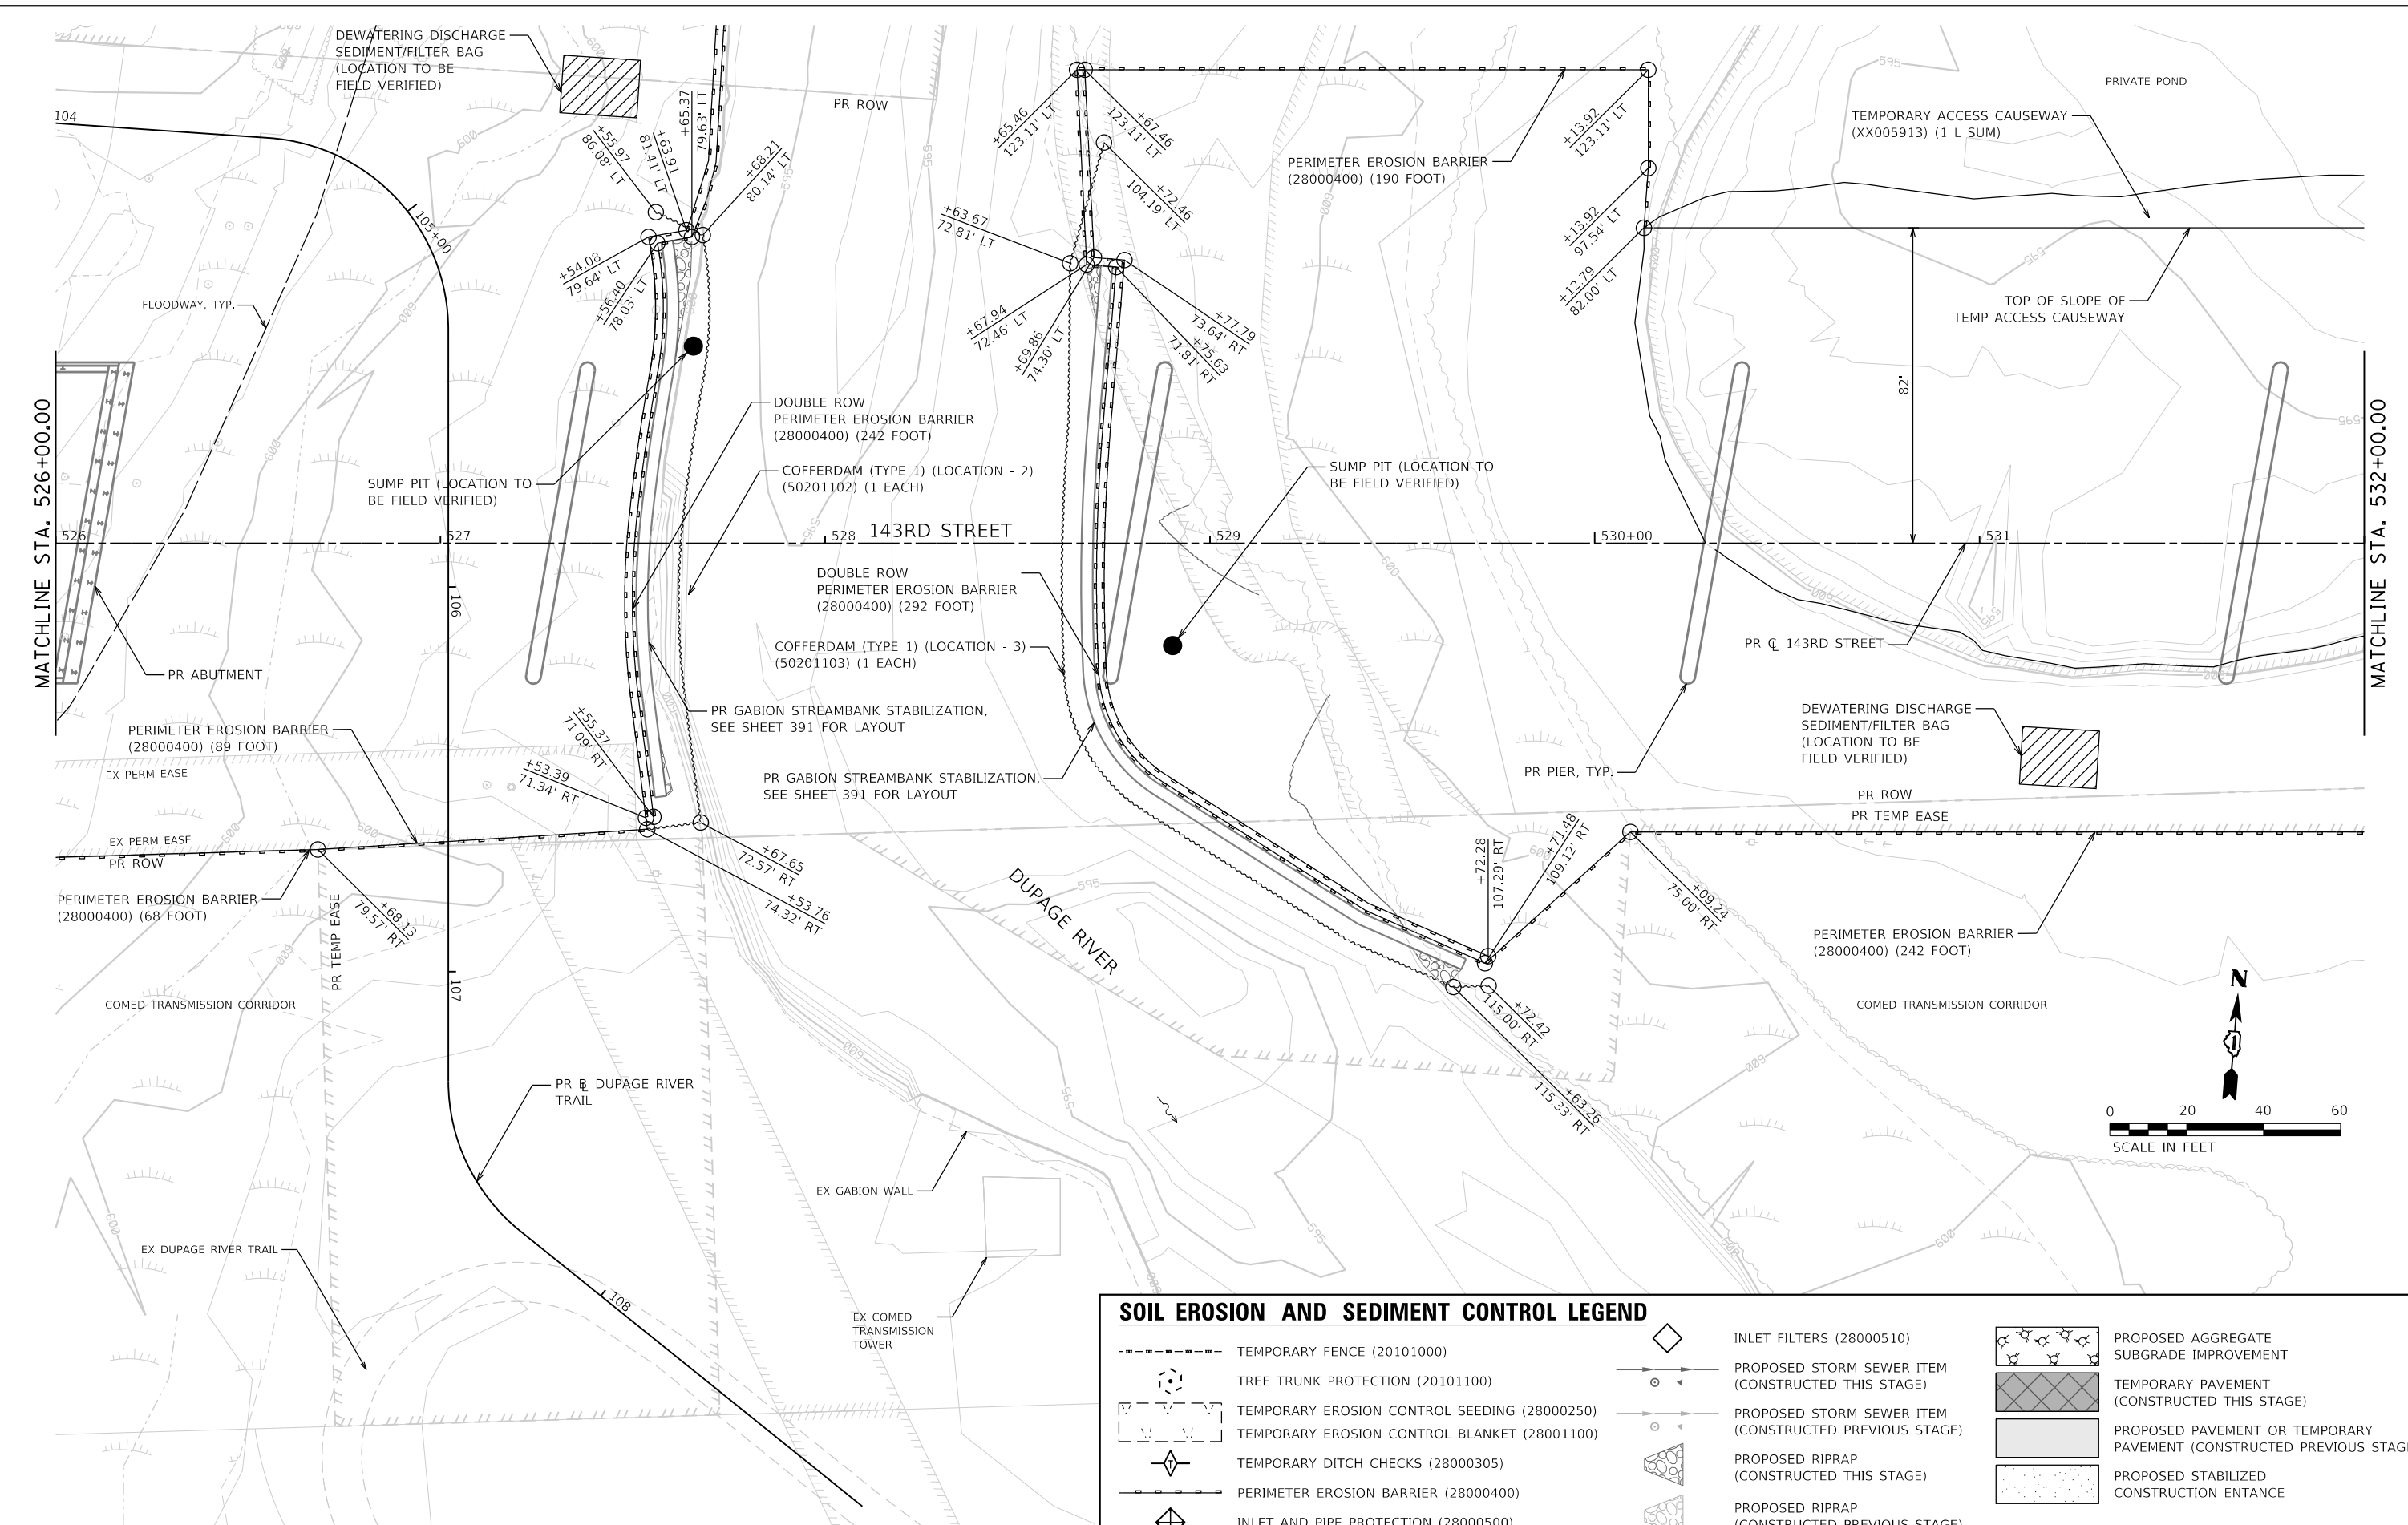 DEWATERING DISCHARGE
SEDIMENT/FILTER BAG
(LOCATION TO BE
FIELD VERIFIED)
104
105+00
+55.97
86.08' LT
+63.91
81.41' LT
+65.37
79.63' LT
+68.21
80.14' LT
PR ROW
+65.46
123.11' LT
+67.46
123.11' LT
+72.46
104.19' LT
PERIMETER EROSION BARRIER
(28000400) (190 FOOT)
+13.92
123.11' LT
+13.92
97.54' LT
+12.79
82.00' LT
595
PRIVATE POND
TEMPORARY ACCESS CAUSEWAY
(XX005913) (1 L SUM)
TOP OF SLOPE OF
TEMP ACCESS CAUSEWAY
82'
FLOODWAY, TYP.
+54.08
79.64' LT
+56.40
78.03' LT
+63.67
72.81' LT
+67.94
72.46' LT
+69.86
74.30' LT
+77.79
73.64' RT
+75.63
71.81' RT
DOUBLE ROW
PERIMETER EROSION BARRIER
(28000400) (242 FOOT)
COFFERDAM (TYPE 1) (LOCATION - 2)
(50201102) (1 EACH)
SUMP PIT (LOCATION TO
BE FIELD VERIFIED)
SUMP PIT (LOCATION TO
BE FIELD VERIFIED)
MATCHLINE STA. 526+00.00
MATCHLINE STA. 532+00.00
526
527
528
143RD STREET
529
530+00
531
106
DOUBLE ROW
PERIMETER EROSION BARRIER
(28000400) (292 FOOT)
COFFERDAM (TYPE 1) (LOCATION - 3)
(50201103) (1 EACH)
PR ℄ 143RD STREET
PR ABUTMENT
PR GABION STREAMBANK STABILIZATION,
SEE SHEET 391 FOR LAYOUT
PR GABION STREAMBANK STABILIZATION,
SEE SHEET 391 FOR LAYOUT
PERIMETER EROSION BARRIER
(28000400) (89 FOOT)
EX PERM EASE
EX PERM EASE
PR ROW
+55.37
71.09' RT
+53.39
71.34' RT
PR PIER, TYP.
DEWATERING DISCHARGE
SEDIMENT/FILTER BAG
(LOCATION TO BE
FIELD VERIFIED)
PR ROW
PR TEMP EASE
PERIMETER EROSION BARRIER
(28000400) (68 FOOT)
PR TEMP EASE
+68.13
79.57' RT
+67.65
72.57' RT
+53.76
74.32' RT
DUPAGE RIVER
595
+72.28
107.29' RT
+71.48
109.12' RT
+09.24
75.00' RT
PERIMETER EROSION BARRIER
(28000400) (242 FOOT)
+72.42
115.00' RT
+63.26
115.33' RT
COMED TRANSMISSION CORRIDOR
COMED TRANSMISSION CORRIDOR
107
N
0 20 40 60
SCALE IN FEET
PR ℄ DUPAGE RIVER
TRAIL
EX GABION WALL
EX DUPAGE RIVER TRAIL
108
EX COMED
TRANSMISSION
TOWER
SOIL EROSION AND SEDIMENT CONTROL LEGEND
TEMPORARY FENCE (20101000)
TREE TRUNK PROTECTION (20101100)
TEMPORARY EROSION CONTROL SEEDING (28000250)
TEMPORARY EROSION CONTROL BLANKET (28001100)
TEMPORARY DITCH CHECKS (28000305)
PERIMETER EROSION BARRIER (28000400)
INLET AND PIPE PROTECTION (28000500)
INLET FILTERS (28000510)
PROPOSED STORM SEWER ITEM
(CONSTRUCTED THIS STAGE)
PROPOSED STORM SEWER ITEM
(CONSTRUCTED PREVIOUS STAGE)
PROPOSED RIPRAP
(CONSTRUCTED THIS STAGE)
PROPOSED RIPRAP
(CONSTRUCTED PREVIOUS STAGE)
PROPOSED AGGREGATE
SUBGRADE IMPROVEMENT
TEMPORARY PAVEMENT
(CONSTRUCTED THIS STAGE)
PROPOSED PAVEMENT OR TEMPORARY
PAVEMENT (CONSTRUCTED PREVIOUS
PROPOSED STABILIZED
CONSTRUCTION ENTANCE